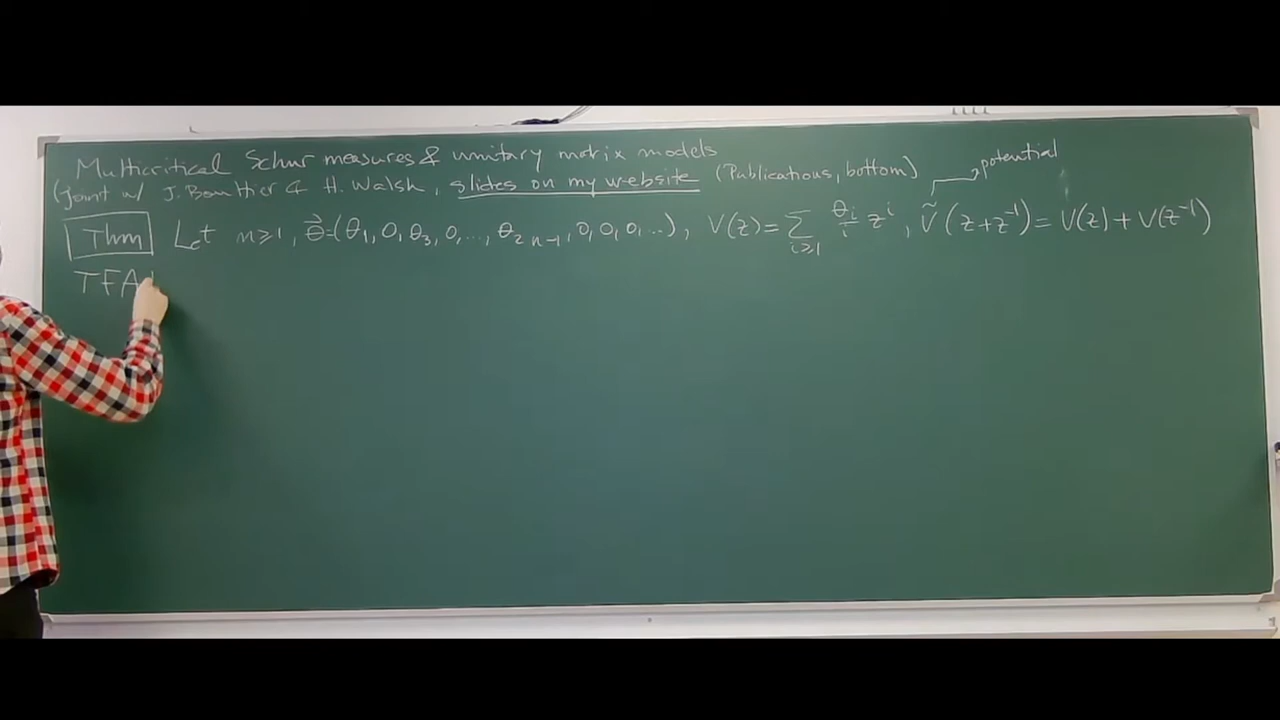 Multicritical Schur measures & unitary matrix models
(joint w/ J. Bouttier & H. Walsh, slides on my website (Publications, bottom)
potential
Thm Let n ≥ 1, θ⃗ = (θ₁, 0, θ₃, 0, ..., θ₂ₙ₋₁, 0, 0, 0, ...), V(z) = ∑_{i≥1} θᵢ/i zⁱ, Ṽ(z+z⁻¹) = V(z) + V(z⁻¹)
TFA